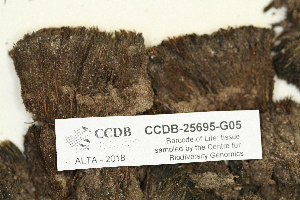 CCDB CCDB-25695-G05
Barcode of Life: tissue
sampled by the Centre for
ALTA - 2018 Biodiversity Genomics